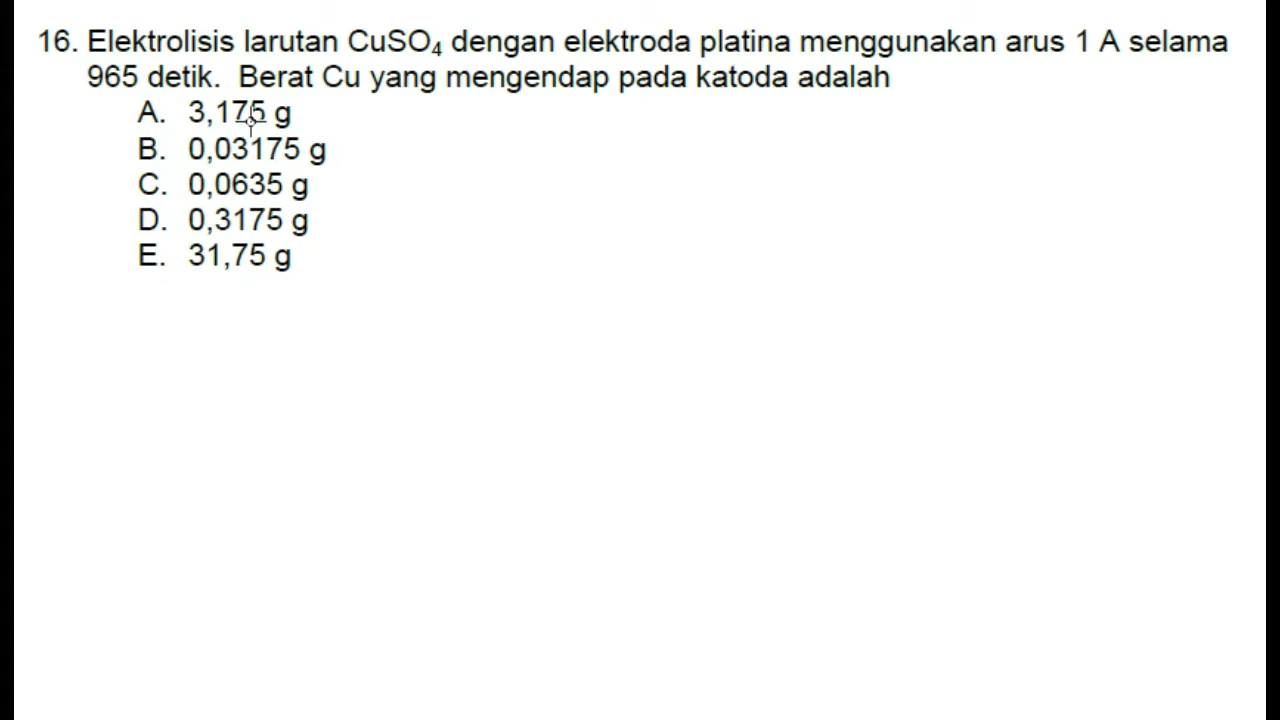 16. Elektrolisis larutan CuSO₄ dengan elektroda platina menggunakan arus 1 A selama
965 detik. Berat Cu yang mengendap pada katoda adalah
A. 3,175 g
B. 0,03175 g
C. 0,0635 g
D. 0,3175 g
E. 31,75 g